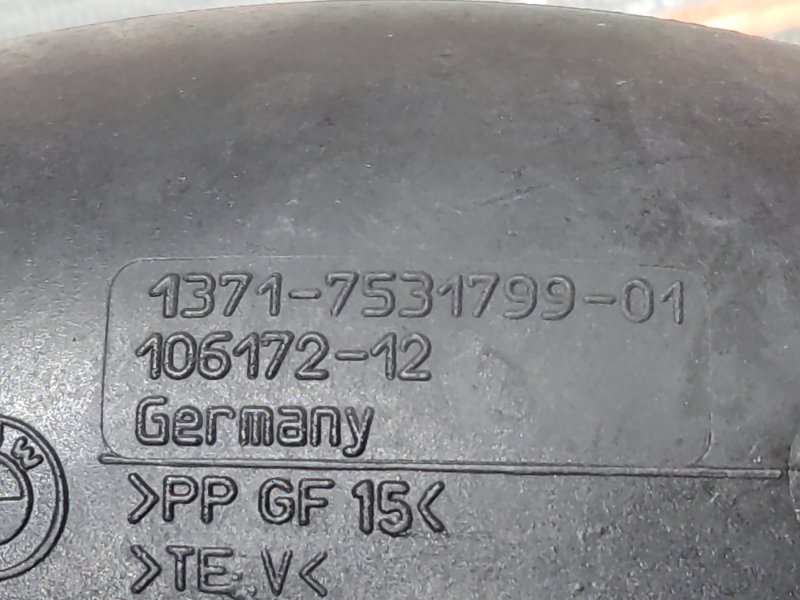 1371-7531799-01
106172-12
Germany
>PP GF 15<
>TE.V<
W